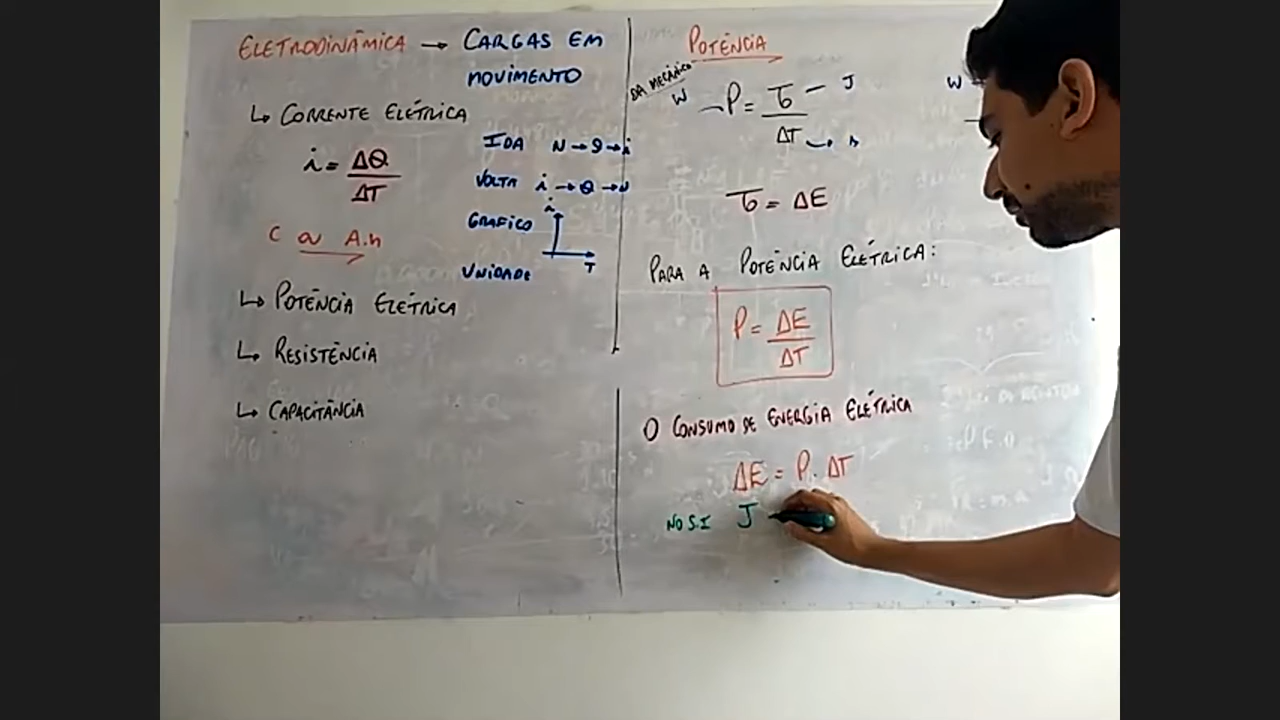 ELETRODINÂMICA → CARGAS EM
MOVIMENTO
↳ CORRENTE ELÉTRICA
i = ΔQ
ΔT
C ou A.h
IDA N → Q → i
VOLTA i → Q → N
GRÁFICO i
T
UNIDADE
↳ POTÊNCIA ELÉTRICA
↳ RESISTÊNCIA
↳ CAPACITÂNCIA
POTÊNCIA
DA MECÂNICA
W — P = τ — J
ΔT → s
W
τ = ΔE
PARA A POTÊNCIA ELÉTRICA:
P = ΔE
ΔT
O CONSUMO DE ENERGIA ELÉTRICA
ΔE = P. ΔT
NO S.I J